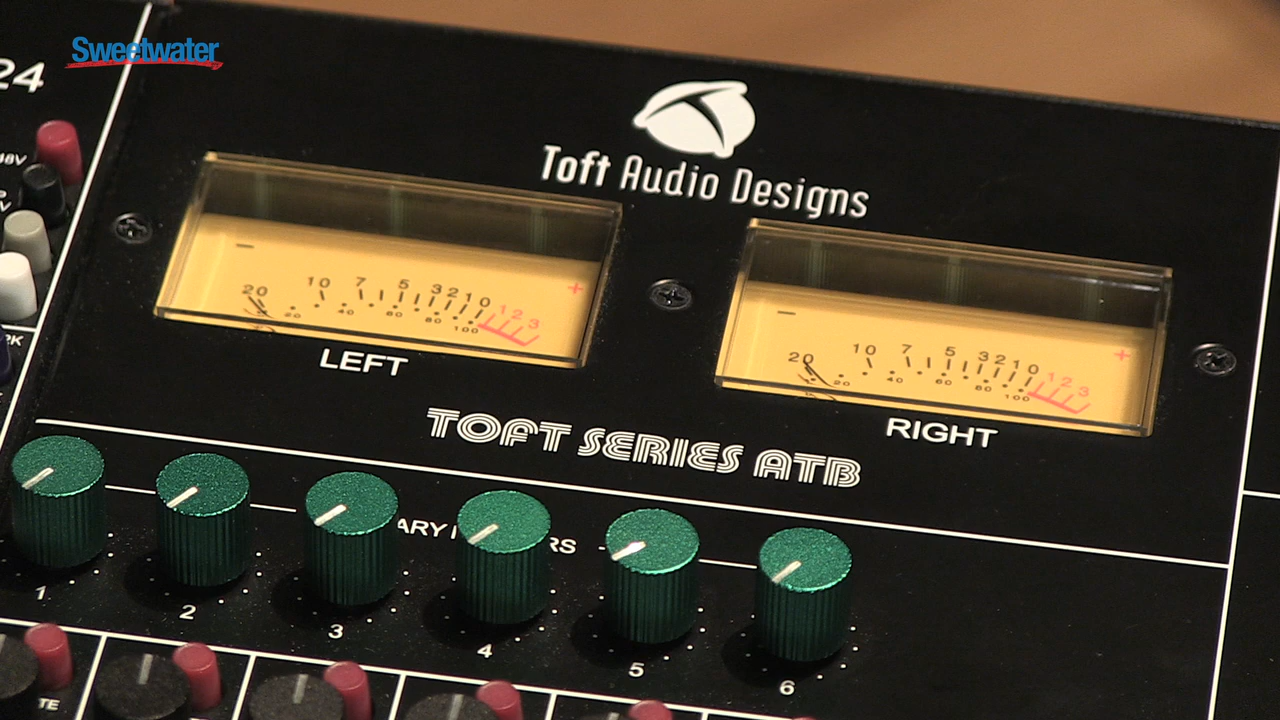 Sweetwater
24
48V
Toft Audio Designs
− 20 10 7 5 3 2 1 0 1 2 3 +
20 40 60 80 100
LEFT
− 20 10 7 5 3 2 1 0 1 2 3 +
20 40 60 80 100
RIGHT
TOFT SERIES ATB
1 2 3 4 5 6